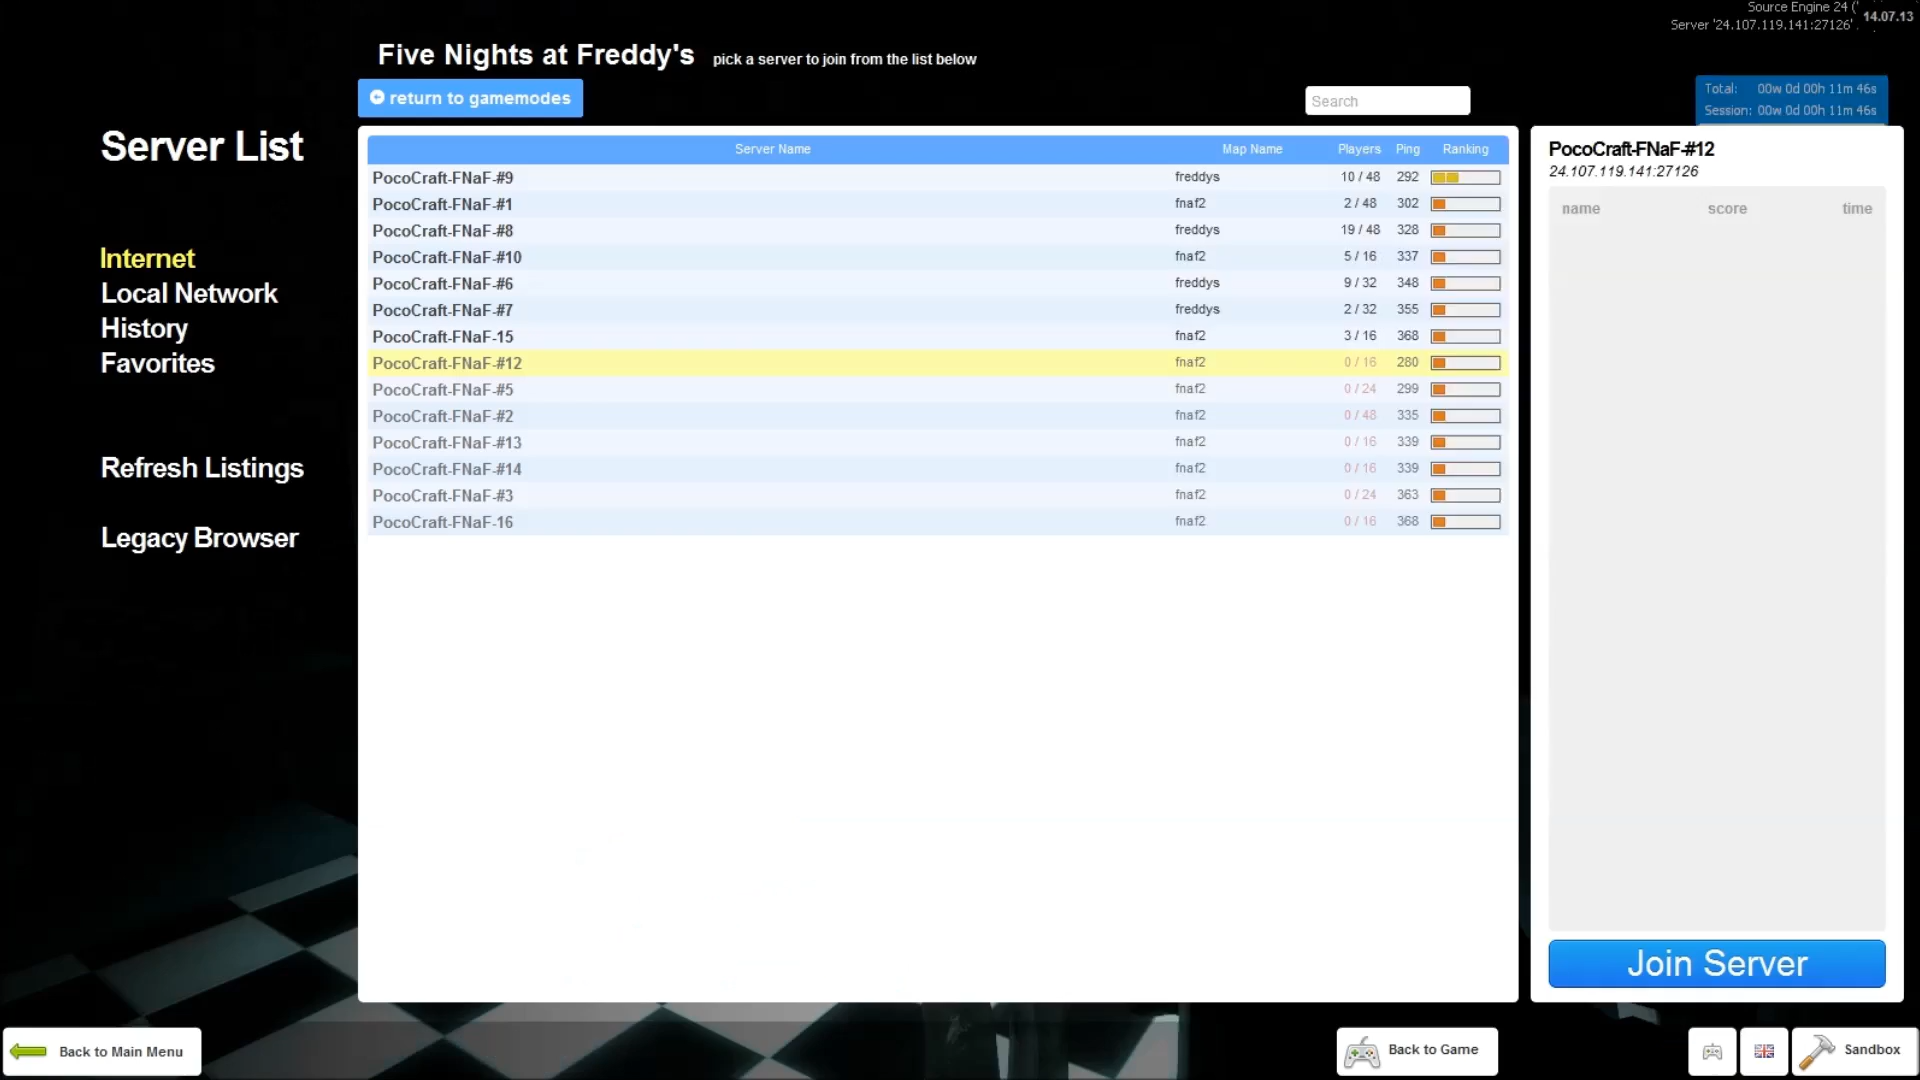 Source Engine 24 ('
14.07.13
Server '24.107.119.141:27126'
Five Nights at Freddy's pick a server to join from the list below
return to gamemodes
Search
Total: 00w 0d 00h 11m 46s
Session: 00w 0d 00h 11m 46s
Server List
Internet
Local Network
History
Favorites
Refresh Listings
Legacy Browser
Server Name Map Name Players Ping Ranking
PocoCraft-FNaF-#9 freddys 10 / 48 292
PocoCraft-FNaF-#1 fnaf2 2 / 48 302
PocoCraft-FNaF-#8 freddys 19 / 48 328
PocoCraft-FNaF-#10 fnaf2 5 / 16 337
PocoCraft-FNaF-#6 freddys 9 / 32 348
PocoCraft-FNaF-#7 freddys 2 / 32 355
PocoCraft-FNaF-15 fnaf2 3 / 16 368
PocoCraft-FNaF-#12 fnaf2 0 / 16 280
PocoCraft-FNaF-#5 fnaf2 0 / 24 299
PocoCraft-FNaF-#2 fnaf2 0 / 48 335
PocoCraft-FNaF-#13 fnaf2 0 / 16 339
PocoCraft-FNaF-#14 fnaf2 0 / 16 339
PocoCraft-FNaF-#3 fnaf2 0 / 24 363
PocoCraft-FNaF-16 fnaf2 0 / 16 368
PocoCraft-FNaF-#12
24.107.119.141:27126
name score time
Join Server
Back to Main Menu
Back to Game
Sandbox